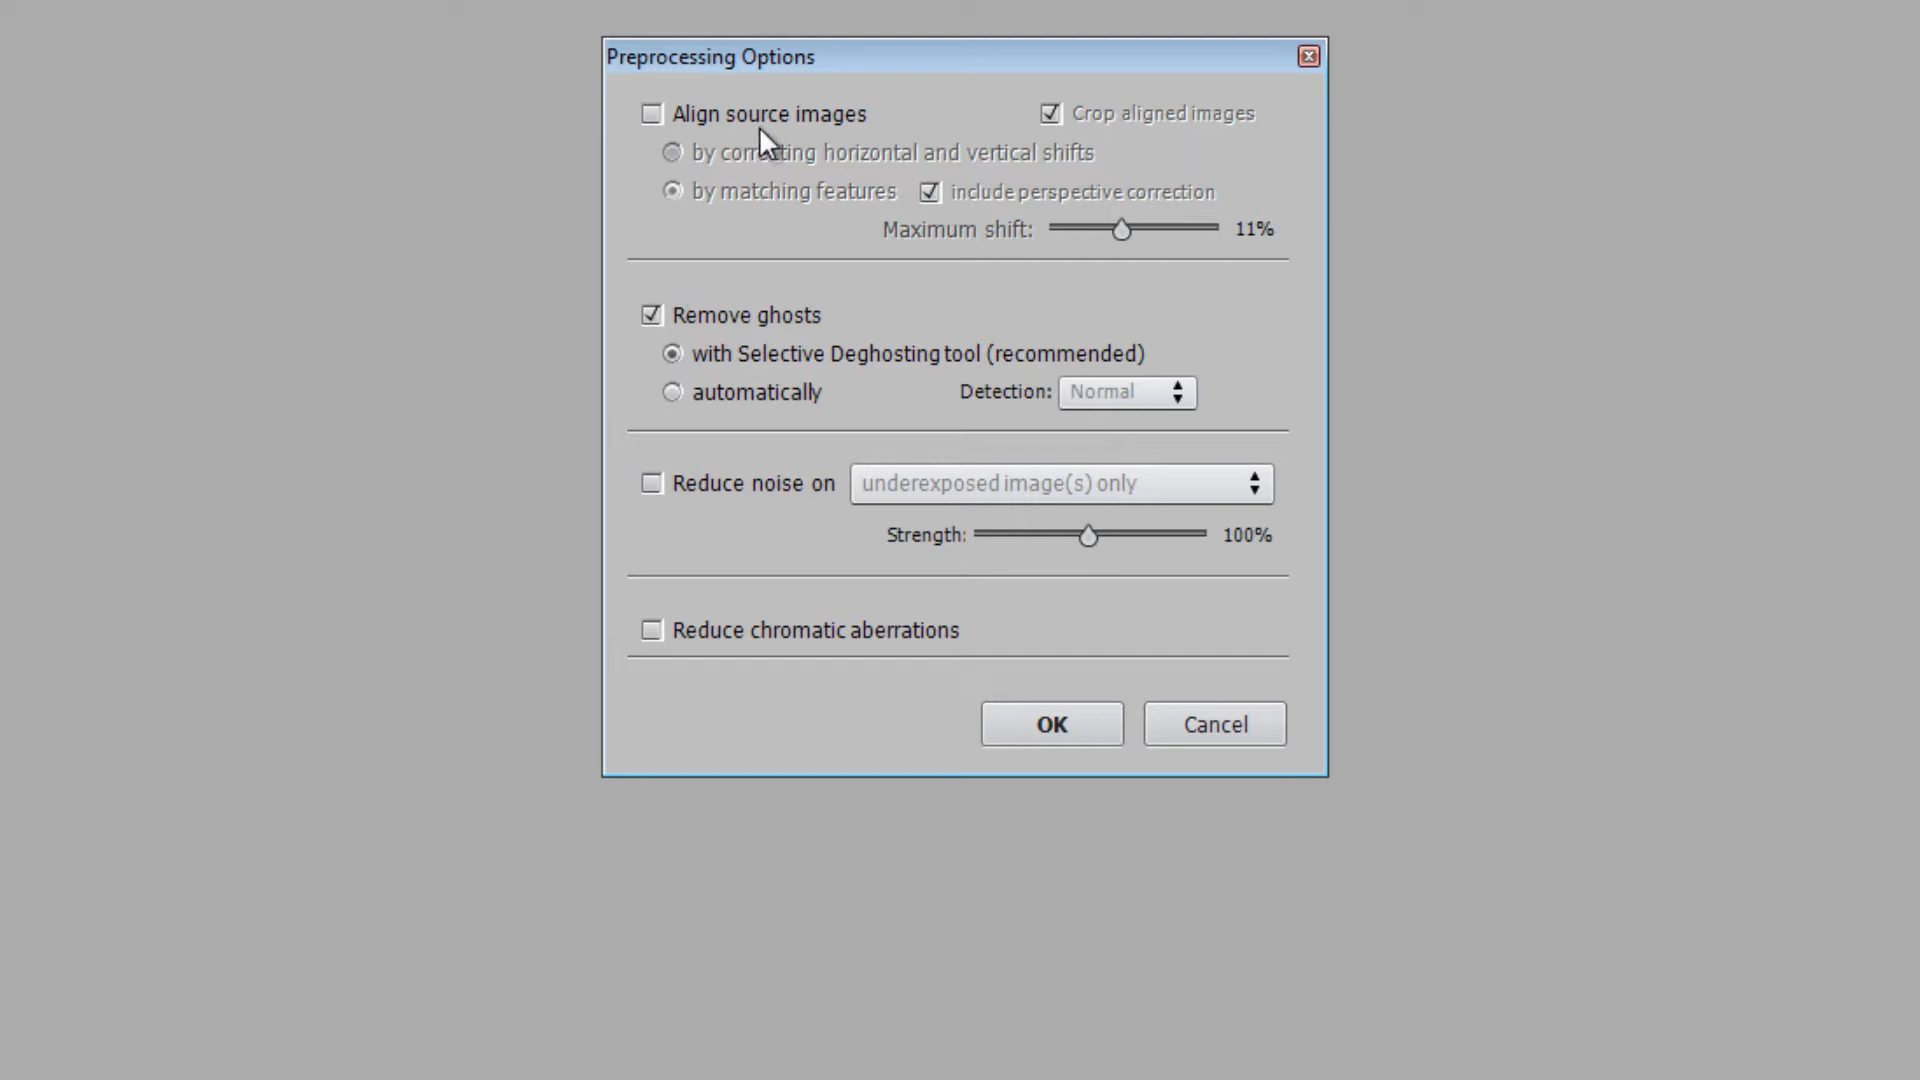 Preprocessing Options
Align source images
Crop aligned images
by correcting horizontal and vertical shifts
by matching features
include perspective correction
Maximum shift:
11%
Remove ghosts
with Selective Deghosting tool (recommended)
automatically
Detection:
Normal
Reduce noise on
underexposed image(s) only
Strength:
100%
Reduce chromatic aberrations
OK
Cancel